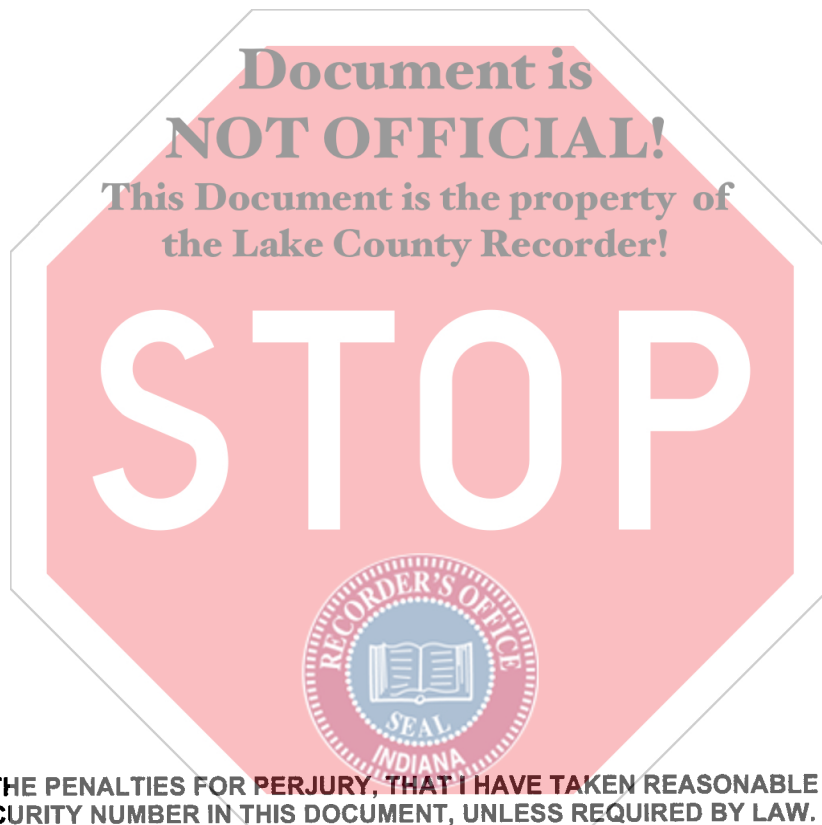 Document is
NOT OFFICIAL!
This Document is the property of
the Lake County Recorder!
STOP
RECORDER'S OFFICE
SEAL
INDIANA
THE PENALTIES FOR PERJURY, THAT I HAVE TAKEN REASONABLE
CURITY NUMBER IN THIS DOCUMENT, UNLESS REQUIRED BY LAW.